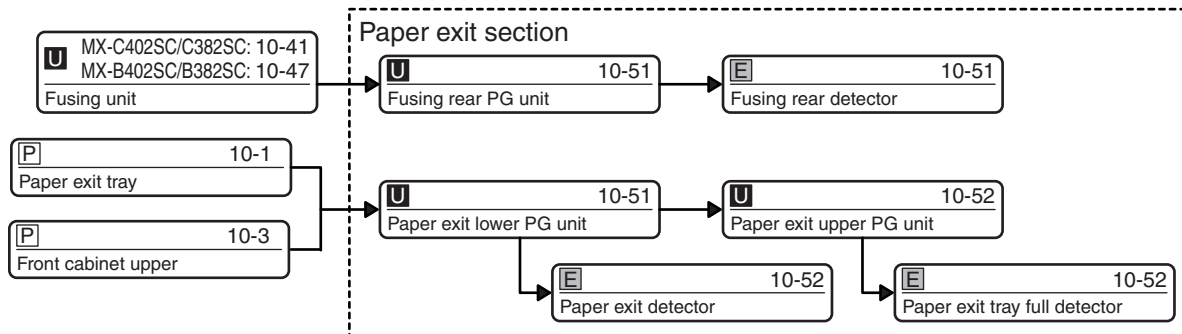 Paper exit section
U MX-C402SC/C382SC: 10-41
MX-B402SC/B382SC: 10-47
Fusing unit
U 10-51
Fusing rear PG unit
E 10-51
Fusing rear detector
P 10-1
Paper exit tray
P 10-3
Front cabinet upper
U 10-51
Paper exit lower PG unit
U 10-52
Paper exit upper PG unit
E 10-52
Paper exit detector
E 10-52
Paper exit tray full detector